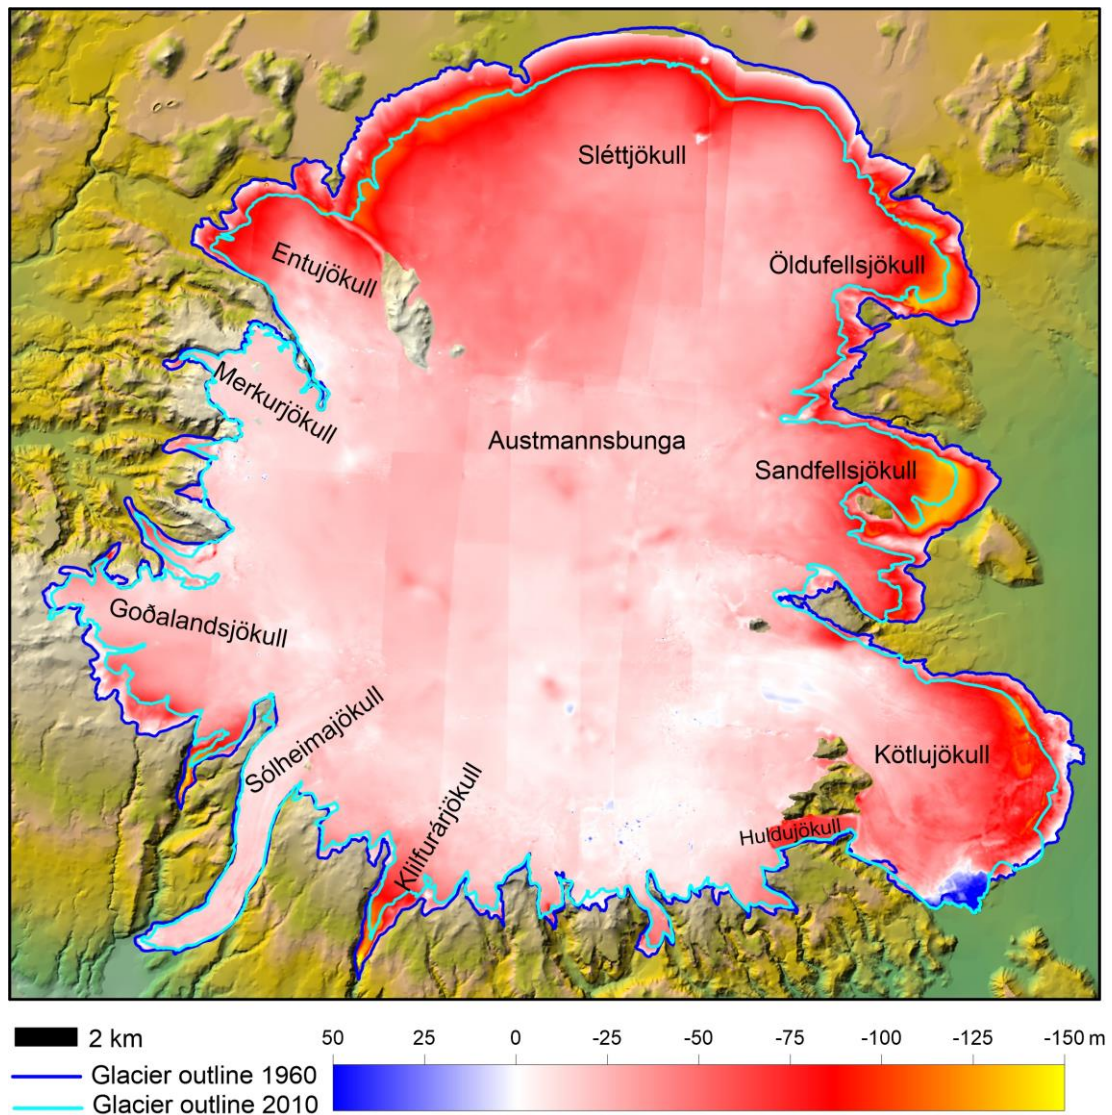 Sléttjökull
Entujökull
Öldufellsjökull
Merkurjökull
Austmannsbunga
Sandfellsjökull
Goðalandsjökull
Sólheimajökull
Kötlujökull
Klifurárjökull
Huldujökull
2 km
50 25 0 -25 -50 -75 -100 -125 -150 m
Glacier outline 1960
Glacier outline 2010